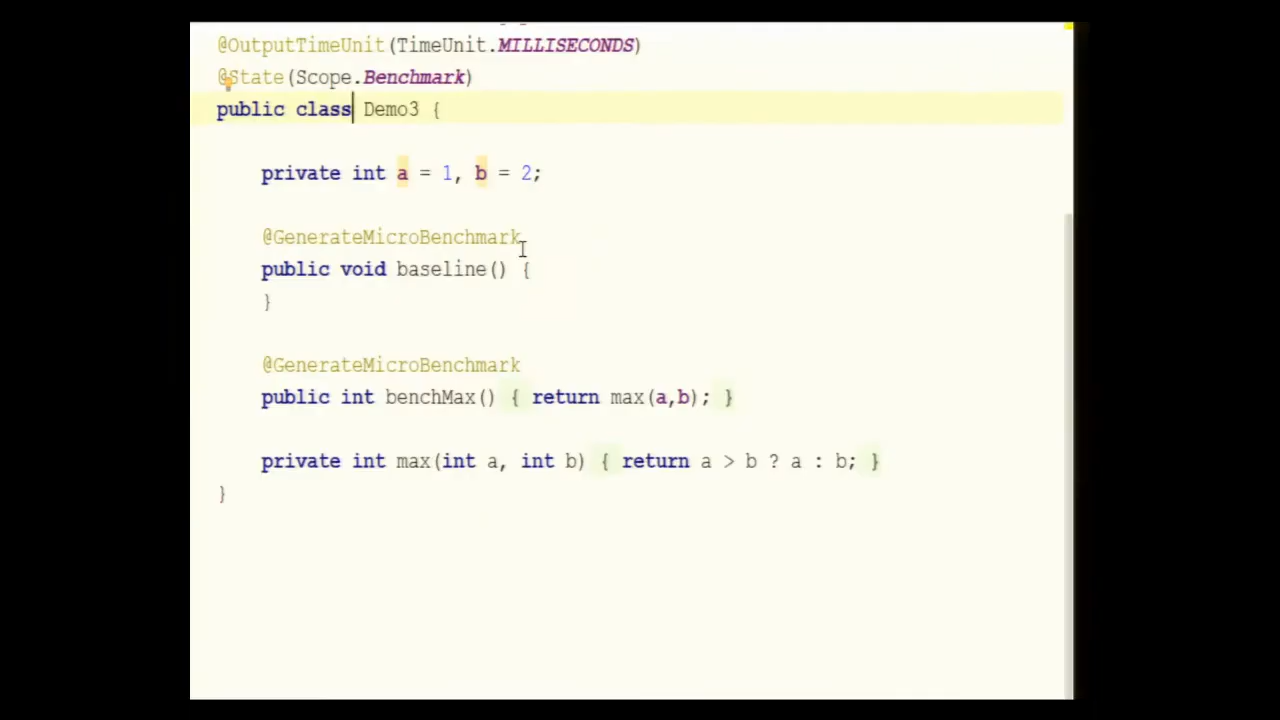 @OutputTimeUnit(TimeUnit.MILLISECONDS)
@State(Scope.Benchmark)
public class Demo3 {
private int a = 1, b = 2;
@GenerateMicroBenchmark
public void baseline() {
}
@GenerateMicroBenchmark
public int benchMax() { return max(a,b); }
private int max(int a, int b) { return a > b ? a : b; }
}